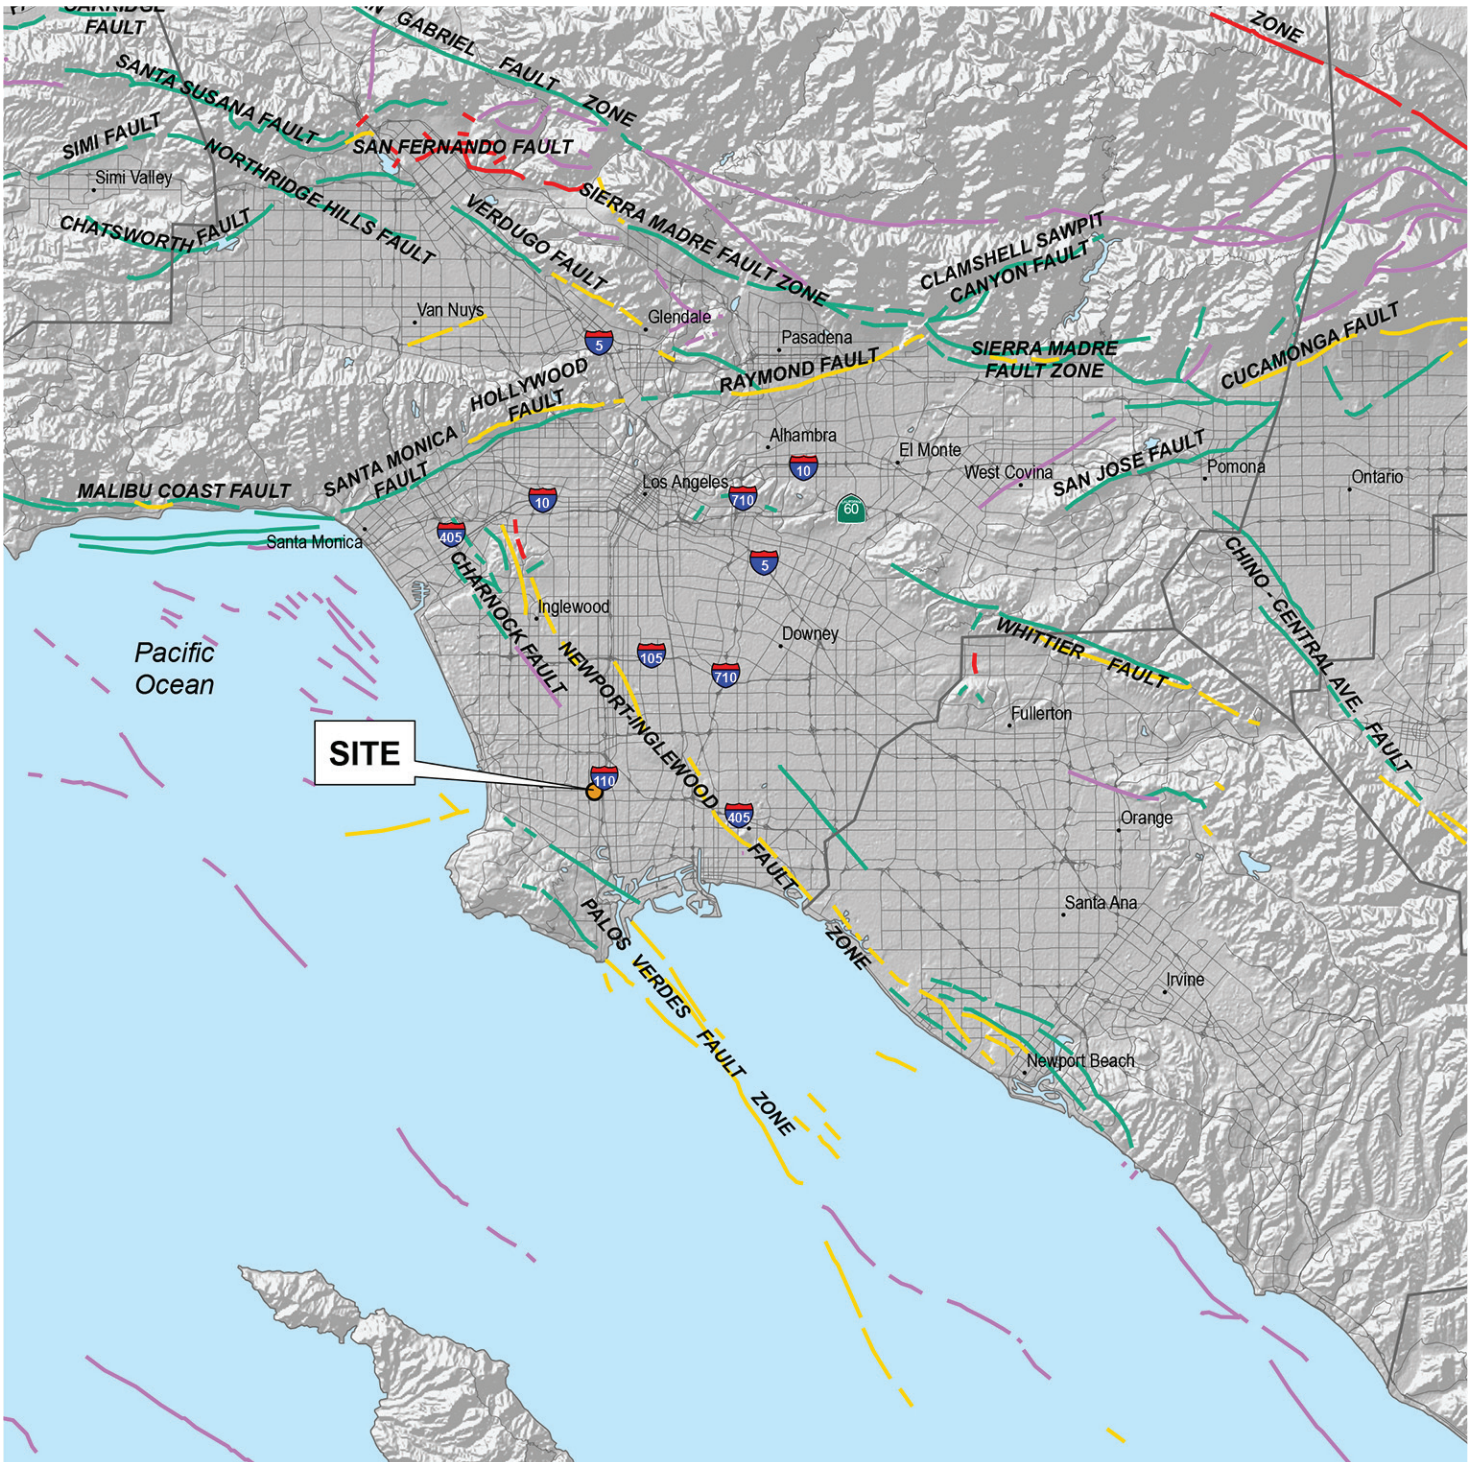 FAULT
GABRIEL
FAULT
ZONE
ZONE
SANTA SUSANA FAULT
SIMI FAULT
Simi Valley
NORTHRIDGE HILLS FAULT
SAN FERNANDO FAULT
CHATSWORTH FAULT
VERDUGO FAULT
SIERRA MADRE FAULT ZONE
CLAMSHELL SAWPIT
CANYON FAULT
Van Nuys
Glendale
5
Pasadena
SIERRA MADRE
FAULT ZONE
CUCAMONGA FAULT
HOLLYWOOD
FAULT
RAYMOND FAULT
Alhambra
El Monte
SANTA MONICA
FAULT
10
West Covina
SAN JOSE FAULT
Pomona
Ontario
MALIBU COAST FAULT
Los Angeles
10
710
60
Santa Monica
405
5
CHARNOCK FAULT
Inglewood
Downey
CHINO - CENTRAL AVE. FAULT
Pacific
Ocean
105
710
WHITTIER FAULT
NEWPORT-INGLEWOOD
FAULT
ZONE
Fullerton
SITE
110
405
Orange
PALOS VERDES FAULT ZONE
Santa Ana
Irvine
Newport Beach